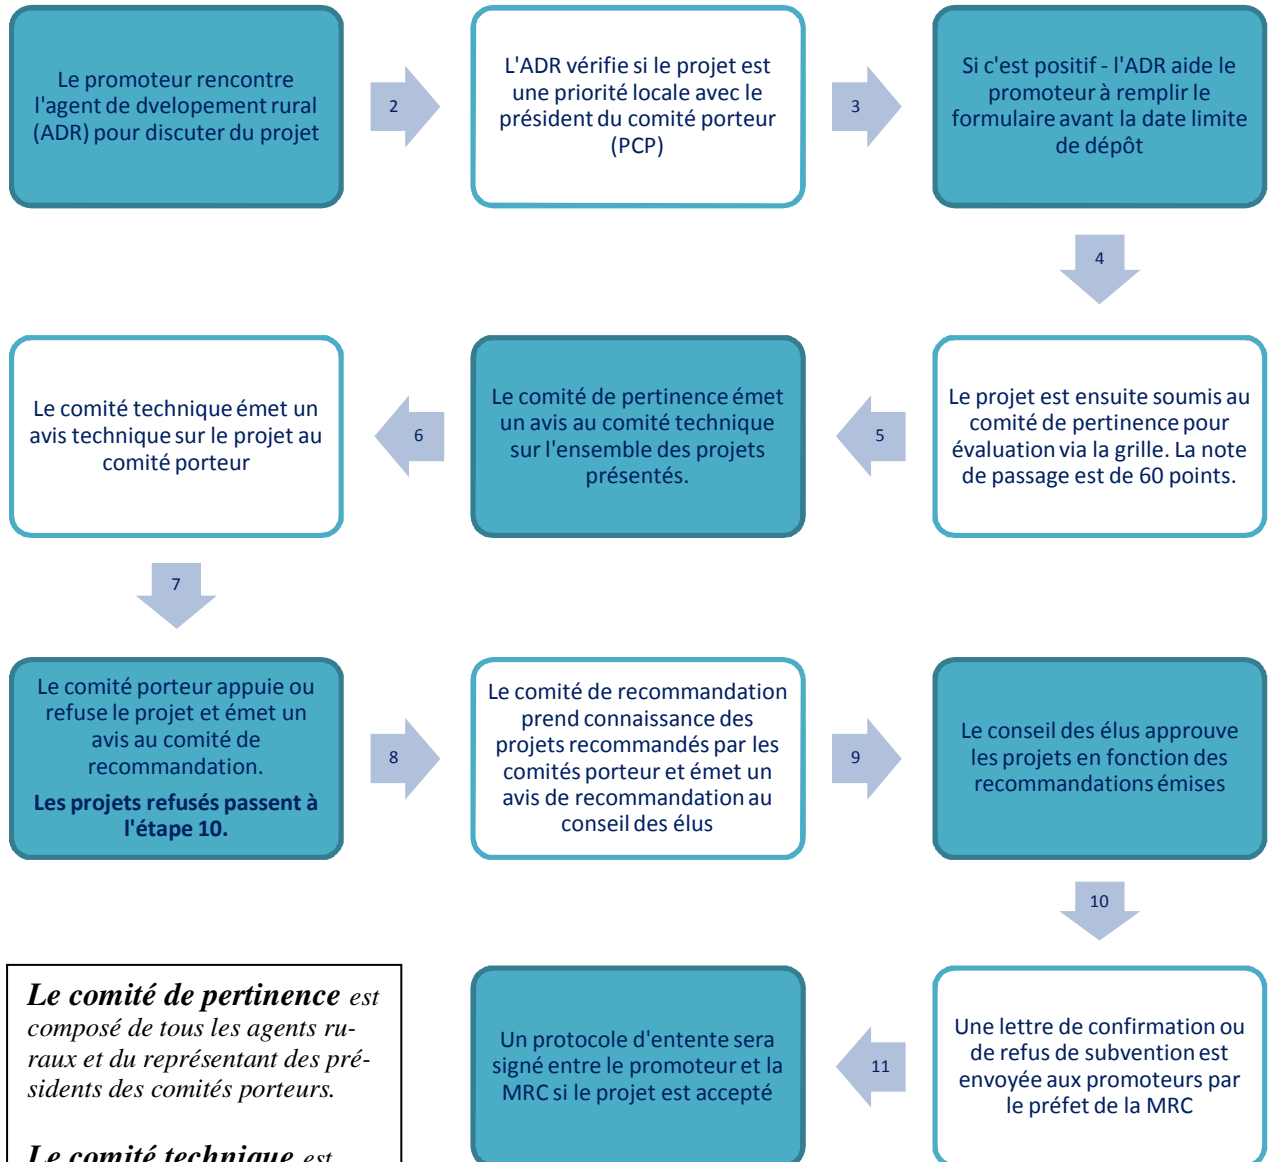 Le promoteur rencontre
l'agent de dvelopement rural
(ADR) pour discuter du projet
2
L'ADR vérifie si le projet est
une priorité locale avec le
président du comité porteur
(PCP)
3
Si c'est positif - l'ADR aide le
promoteur à remplir le
formulaire avant la date limite
de dépôt
4
Le projet est ensuite soumis au
comité de pertinence pour
évaluation via la grille. La note
de passage est de 60 points.
5
Le comité de pertinence émet
un avis au comité technique
sur l'ensemble des projets
présentés.
6
Le comité technique émet un
avis technique sur le projet au
comité porteur
7
Le comité porteur appuie ou
refuse le projet et émet un
avis au comité de
recommandation.
Les projets refusés passent à
l'étape 10.
8
Le comité de recommandation
prend connaissance des
projets recommandés par les
comités porteur et émet un
avis de recommandation au
conseil des élus
9
Le conseil des élus approuve
les projets en fonction des
recommandations émises
10
Une lettre de confirmation ou
de refus de subvention est
envoyée aux promoteurs par
le préfet de la MRC
11
Un protocole d'entente sera
signé entre le promoteur et la
MRC si le projet est accepté
Le comité de pertinence est
composé de tous les agents ru-
raux et du représentant des pré-
sidents des comités porteurs.
Le comité technique est